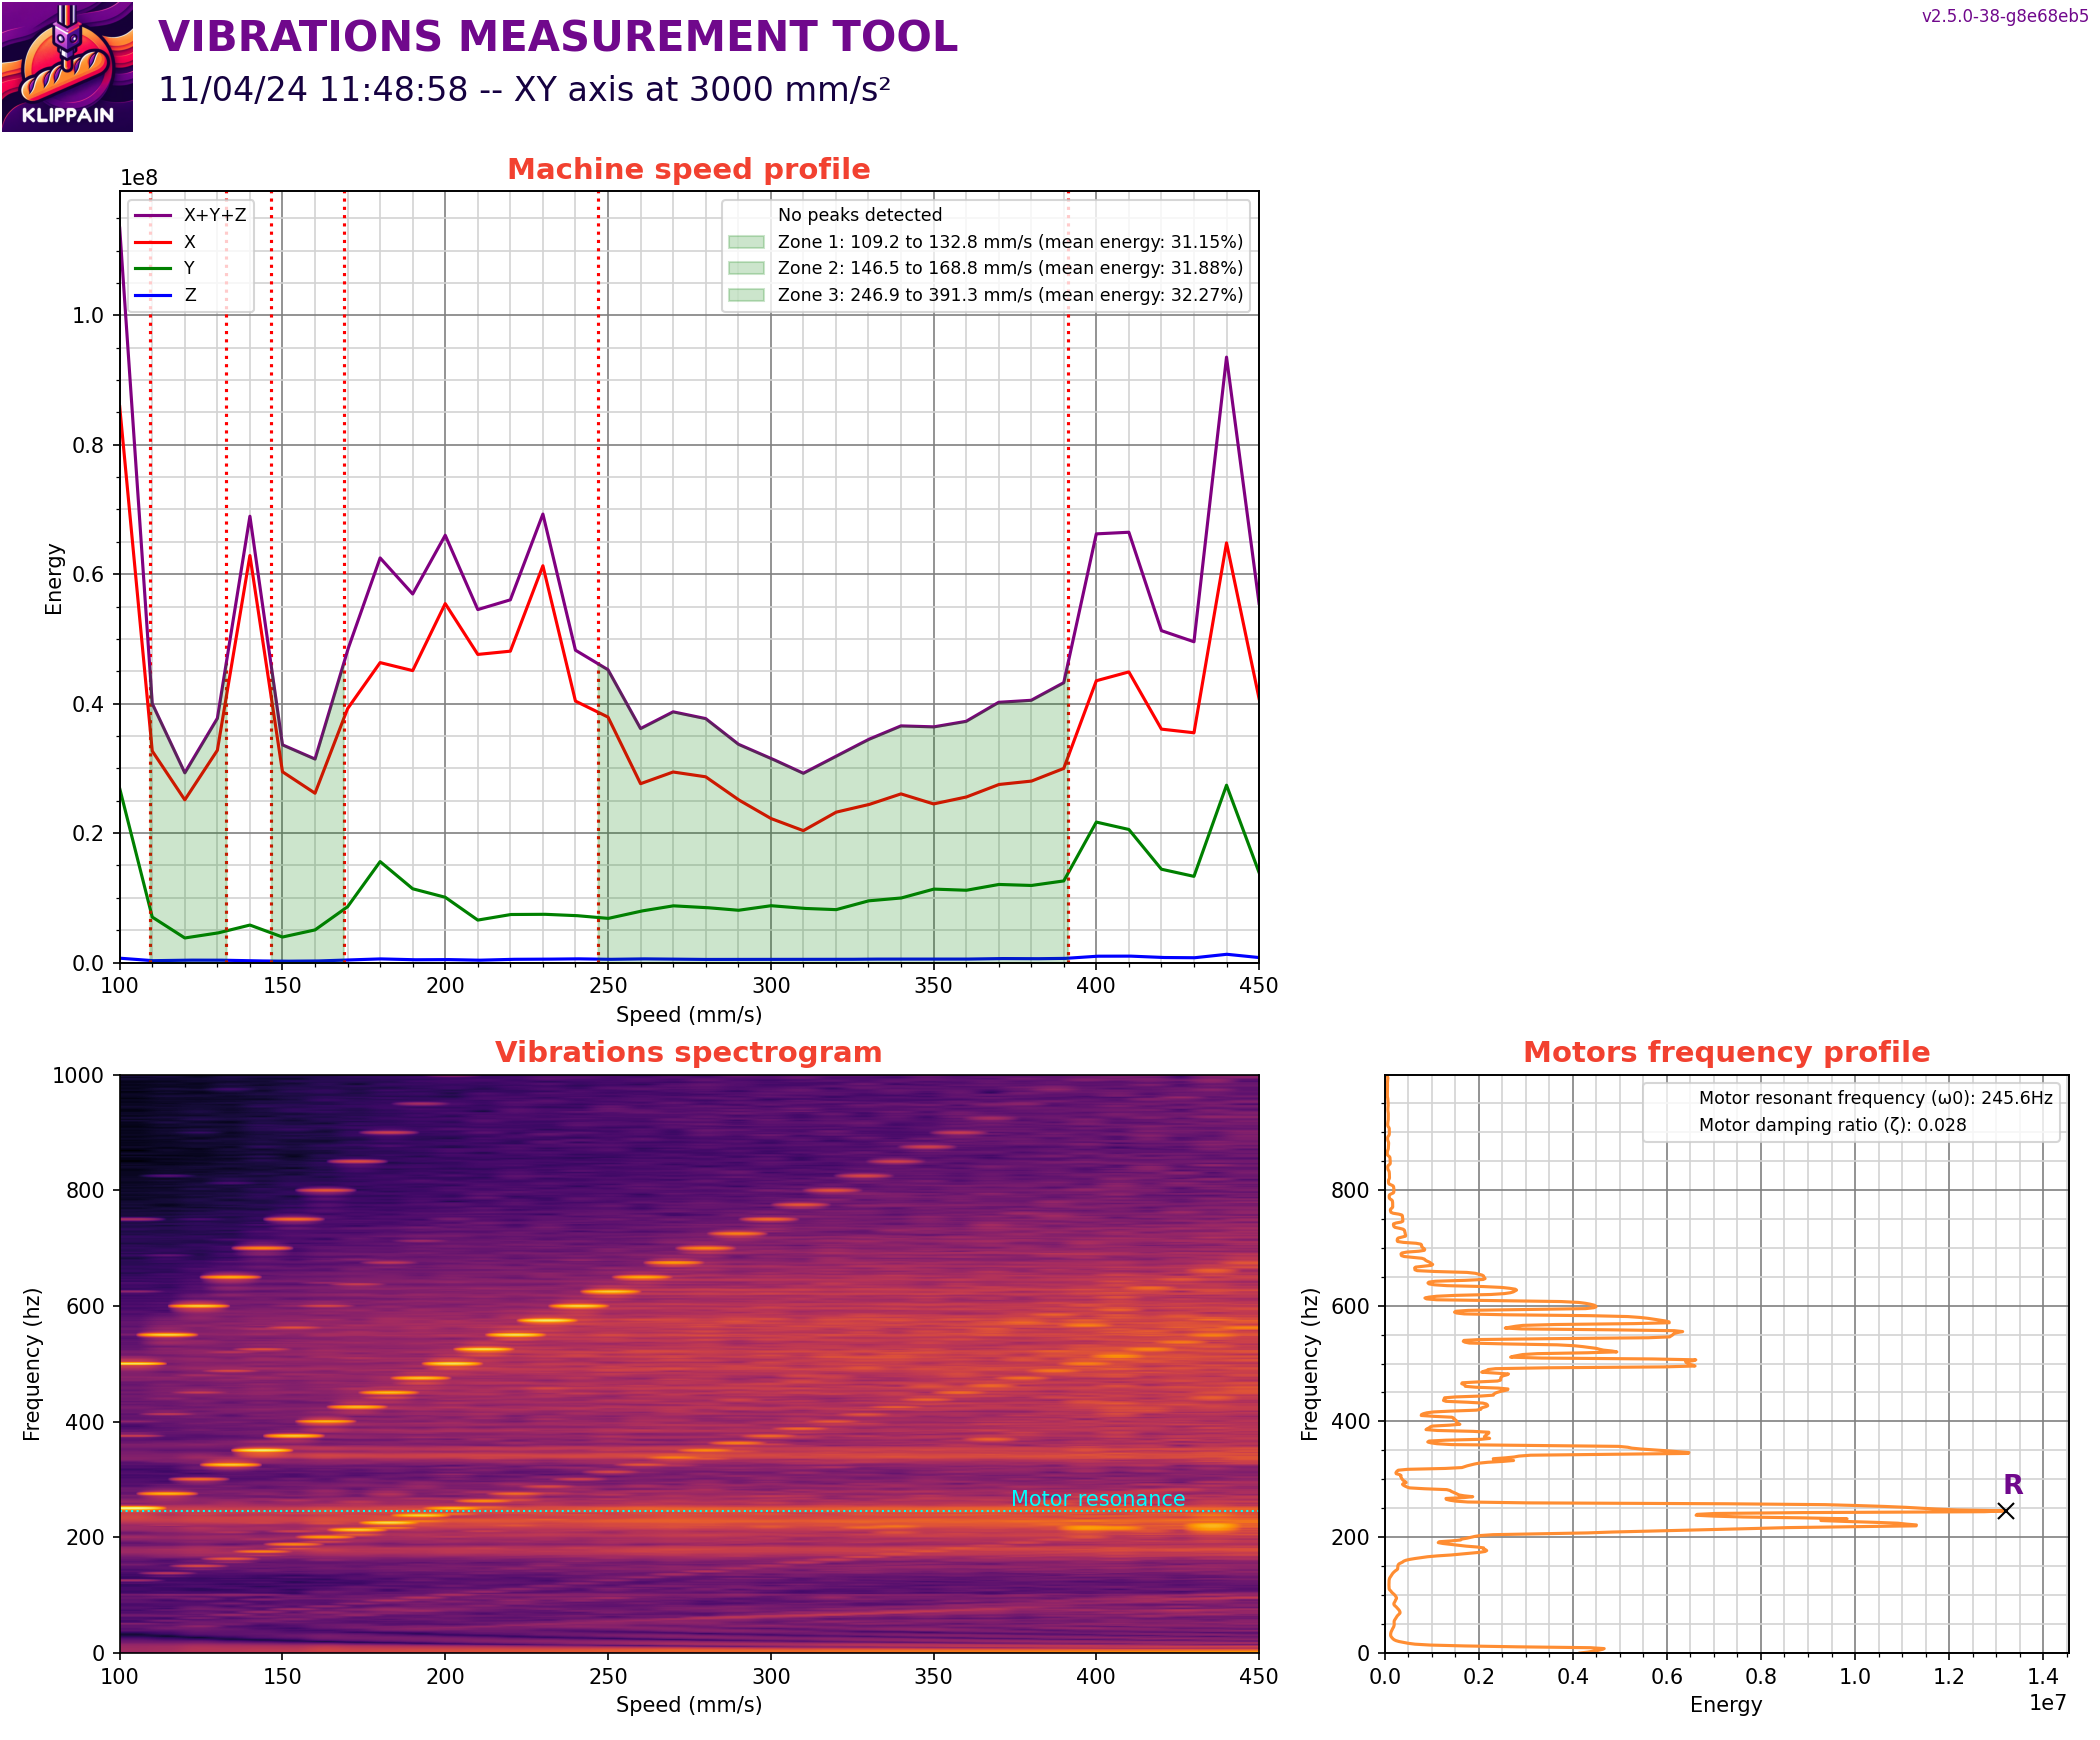 KLIPPAIN
VIBRATIONS MEASUREMENT TOOL
v2.5.0-38-g8e68eb5
11/04/24 11:48:58 -- XY axis at 3000 mm/s²
Machine speed profile
1e8
X+Y+Z
X
Y
Z
No peaks detected
Zone 1: 109.2 to 132.8 mm/s (mean energy: 31.15%)
Zone 2: 146.5 to 168.8 mm/s (mean energy: 31.88%)
Zone 3: 246.9 to 391.3 mm/s (mean energy: 32.27%)
1.0
0.8
0.6
0.4
0.2
0.0
Energy
100 150 200 250 300 350 400 450
Speed (mm/s)
Vibrations spectrogram
1000
800
600
400
200
0
Frequency (hz)
Motor resonance
100 150 200 250 300 350 400 450
Speed (mm/s)
Motors frequency profile
Motor resonant frequency (ω0): 245.6Hz
Motor damping ratio (ζ): 0.028
800
600
400
200
0
Frequency (hz)
R
0.0 0.2 0.4 0.6 0.8 1.0 1.2 1.4
Energy
1e7